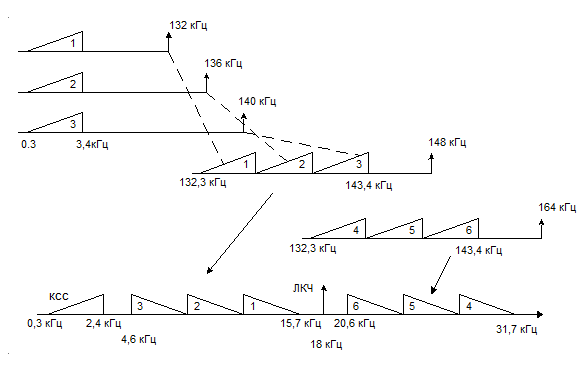 132 кГц
1
136 кГц
2
140 кГц
3
0.3 3,4кГц
148 кГц
1 2 3
132,3 кГц 143,4 кГц
164 кГц
4 5 6
132,3 кГц 143,4 кГц
КСС ЛКЧ
3 2 1 6 5 4
0,3 кГц 2,4 кГц 15,7 кГц 20,6 кГц 31,7 кГц
4,6 кГц 18 кГц